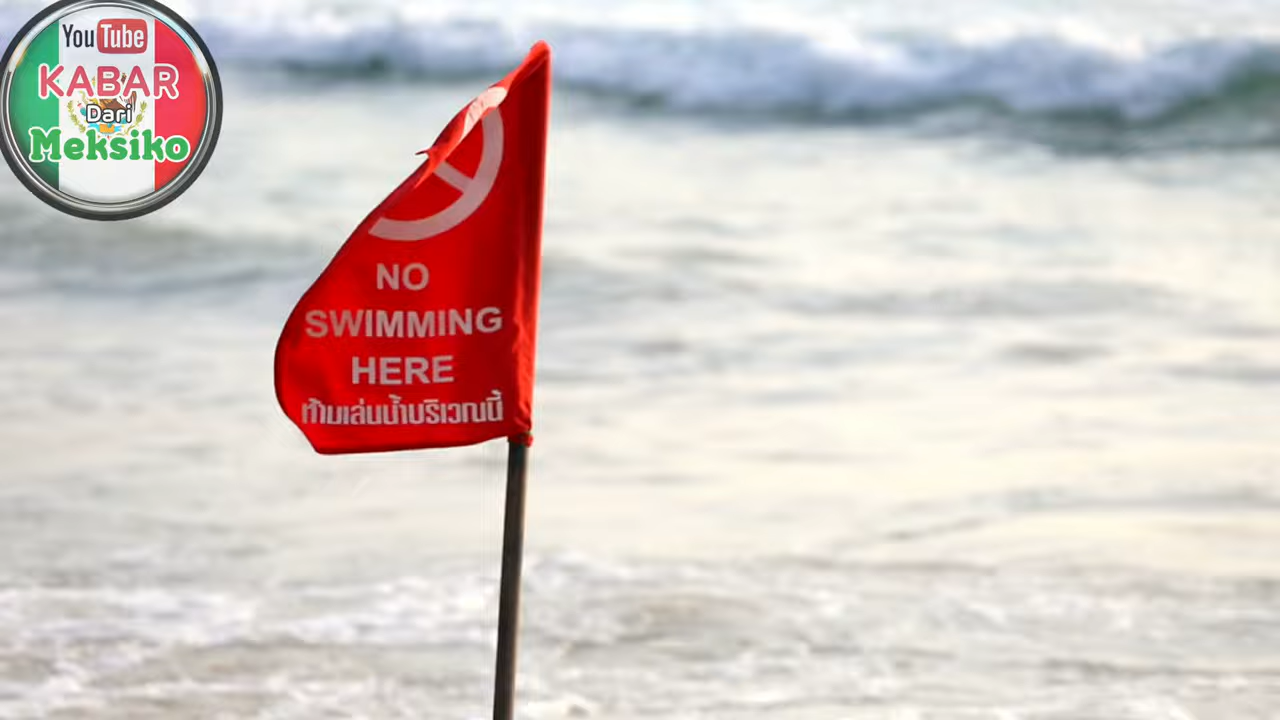 YouTube
KABAR
Dari
Meksiko
NO
SWIMMING
HERE
ห้ามเล่นน้ำบริเวณนี้